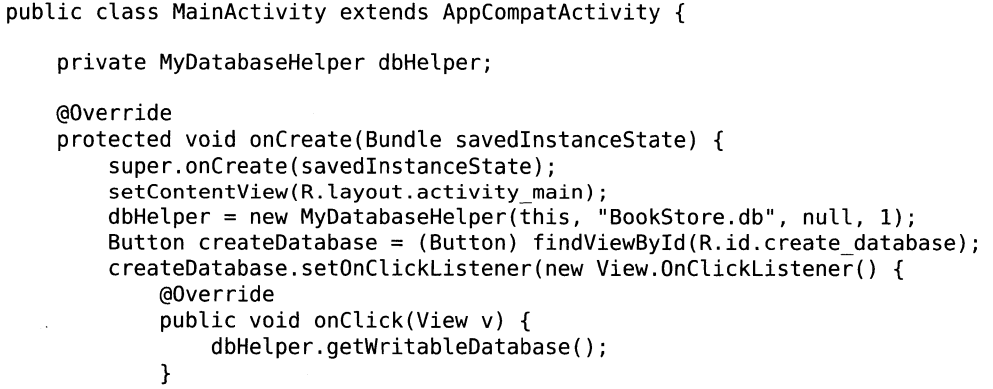 public class MainActivity extends AppCompatActivity {
private MyDatabaseHelper dbHelper;
@Override
protected void onCreate(Bundle savedInstanceState) {
super.onCreate(savedInstanceState);
setContentView(R.layout.activity_main);
dbHelper = new MyDatabaseHelper(this, "BookStore.db", null, 1);
Button createDatabase = (Button) findViewById(R.id.create_database);
createDatabase.setOnClickListener(new View.OnClickListener() {
@Override
public void onClick(View v) {
dbHelper.getWritableDatabase();
}